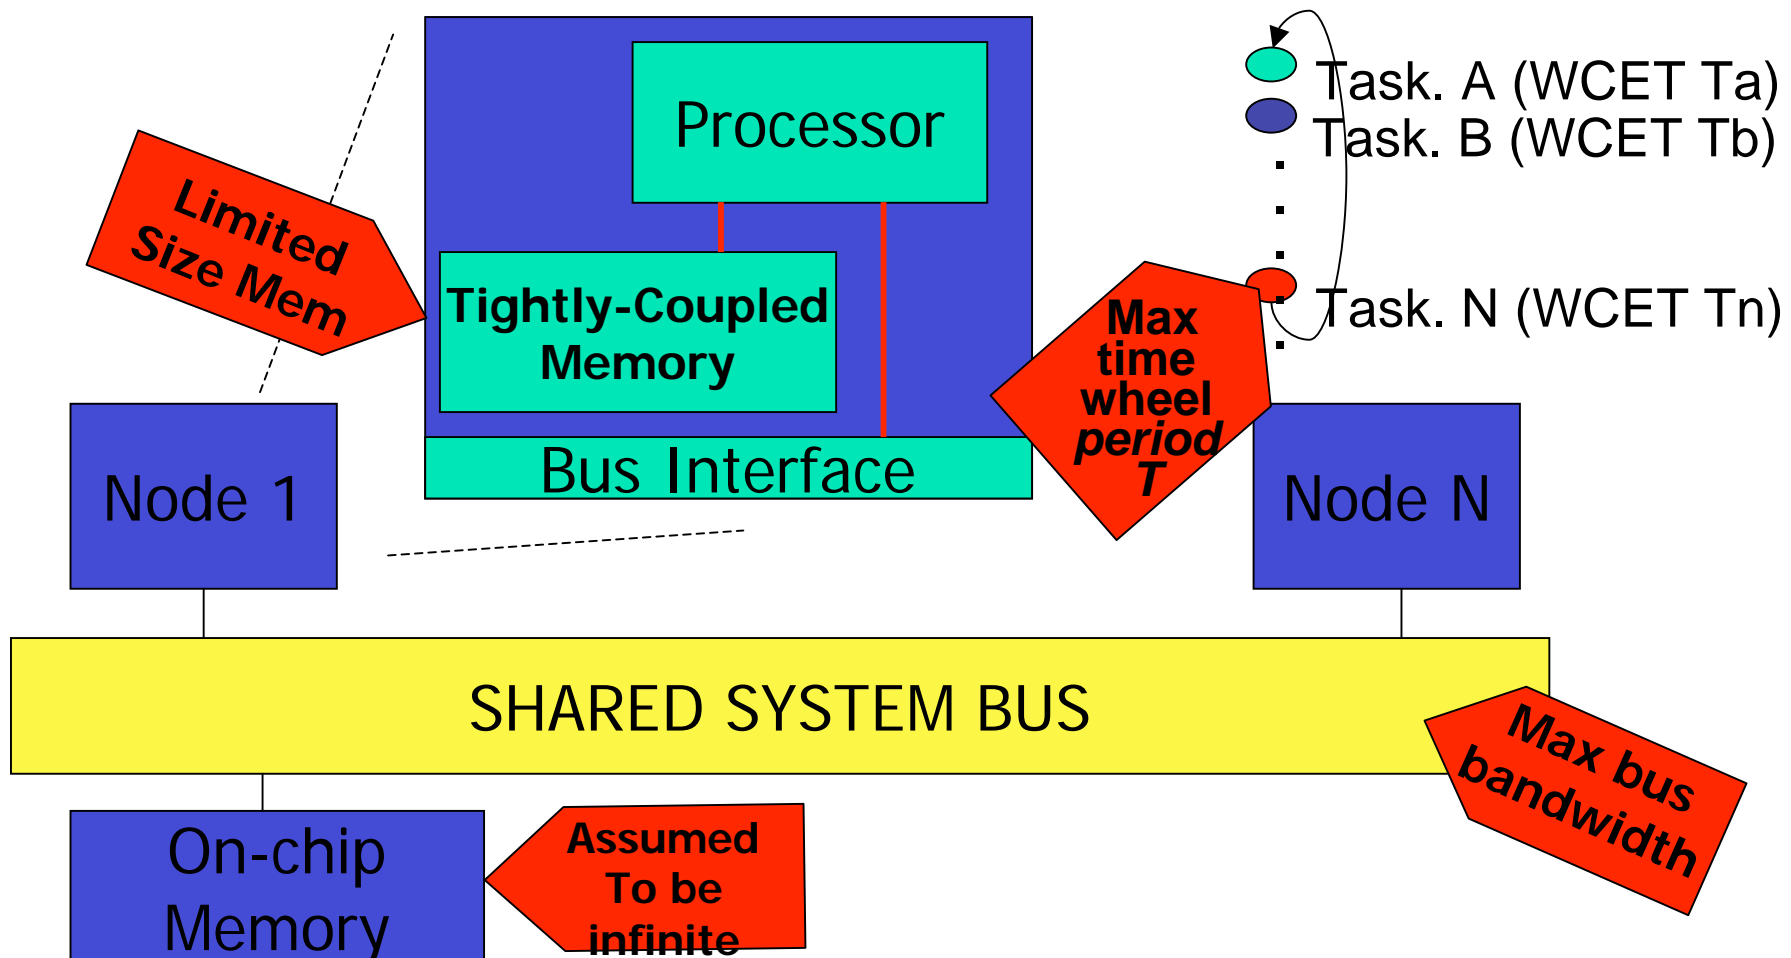 Processor
Task. A (WCET Ta)
Task. B (WCET Tb)
Task. N (WCET Tn)
Limited
Size Mem
Tightly-Coupled
Memory
Max
time
wheel
period
T
Bus Interface
Node 1
Node N
SHARED SYSTEM BUS
Max bus
bandwidth
On-chip
Memory
Assumed
To be
infinite